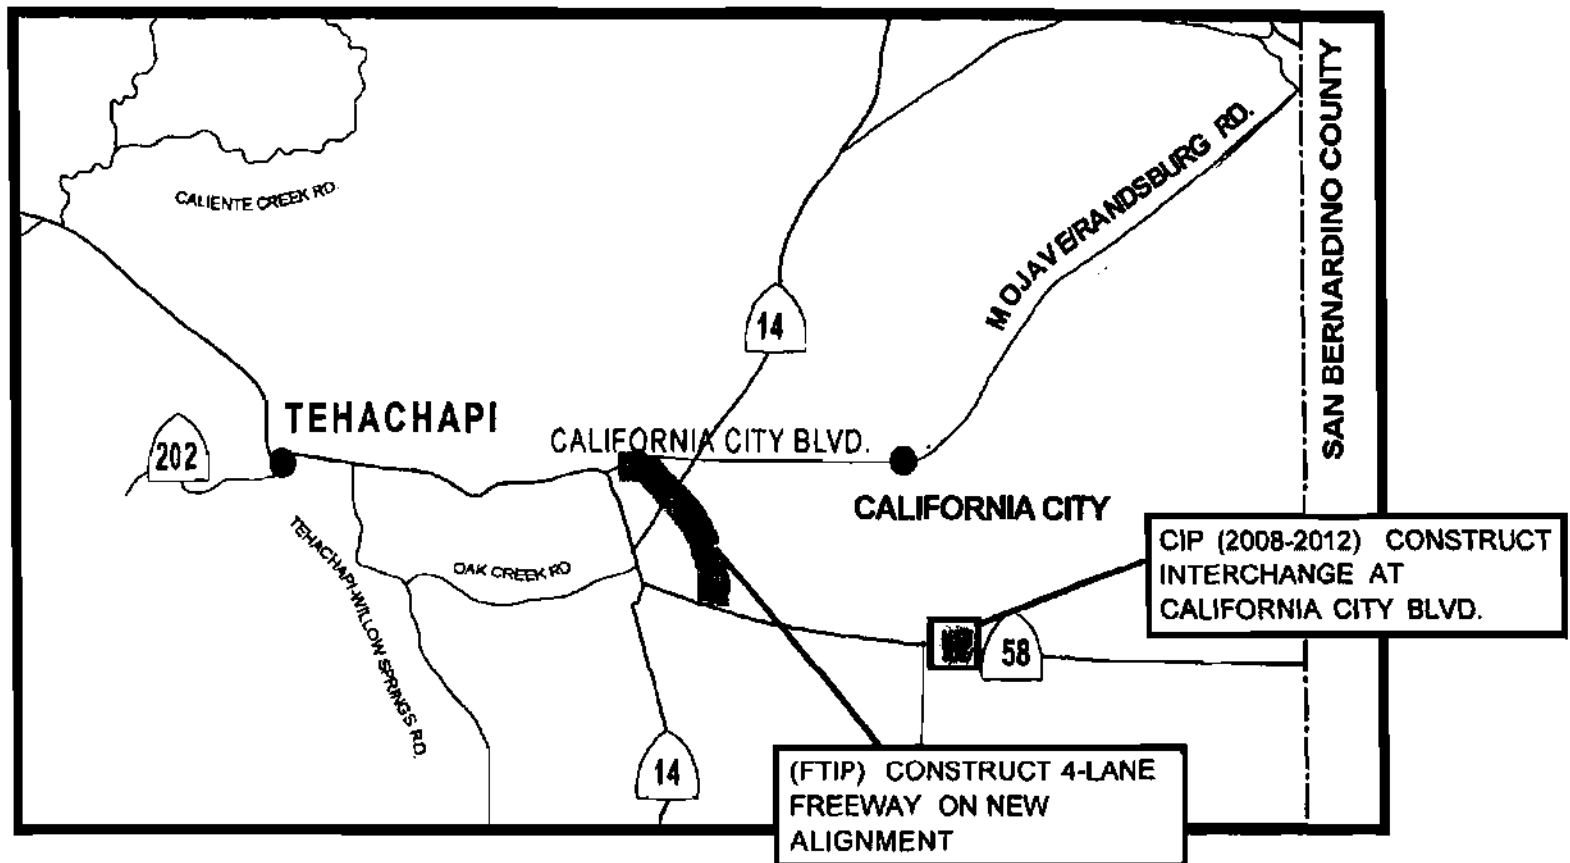 CALIENTE CREEK RD.
MOJAVE/RANDSBURG RD.
SAN BERNARDINO COUNTY
14
TEHACHAPI
202
CALIFORNIA CITY BLVD.
CALIFORNIA CITY
TEHACHAPI-WILLOW SPRINGS RD.
OAK CREEK RD
CIP (2008-2012) CONSTRUCT
INTERCHANGE AT
CALIFORNIA CITY BLVD.
58
14
(FTIP) CONSTRUCT 4-LANE
FREEWAY ON NEW
ALIGNMENT